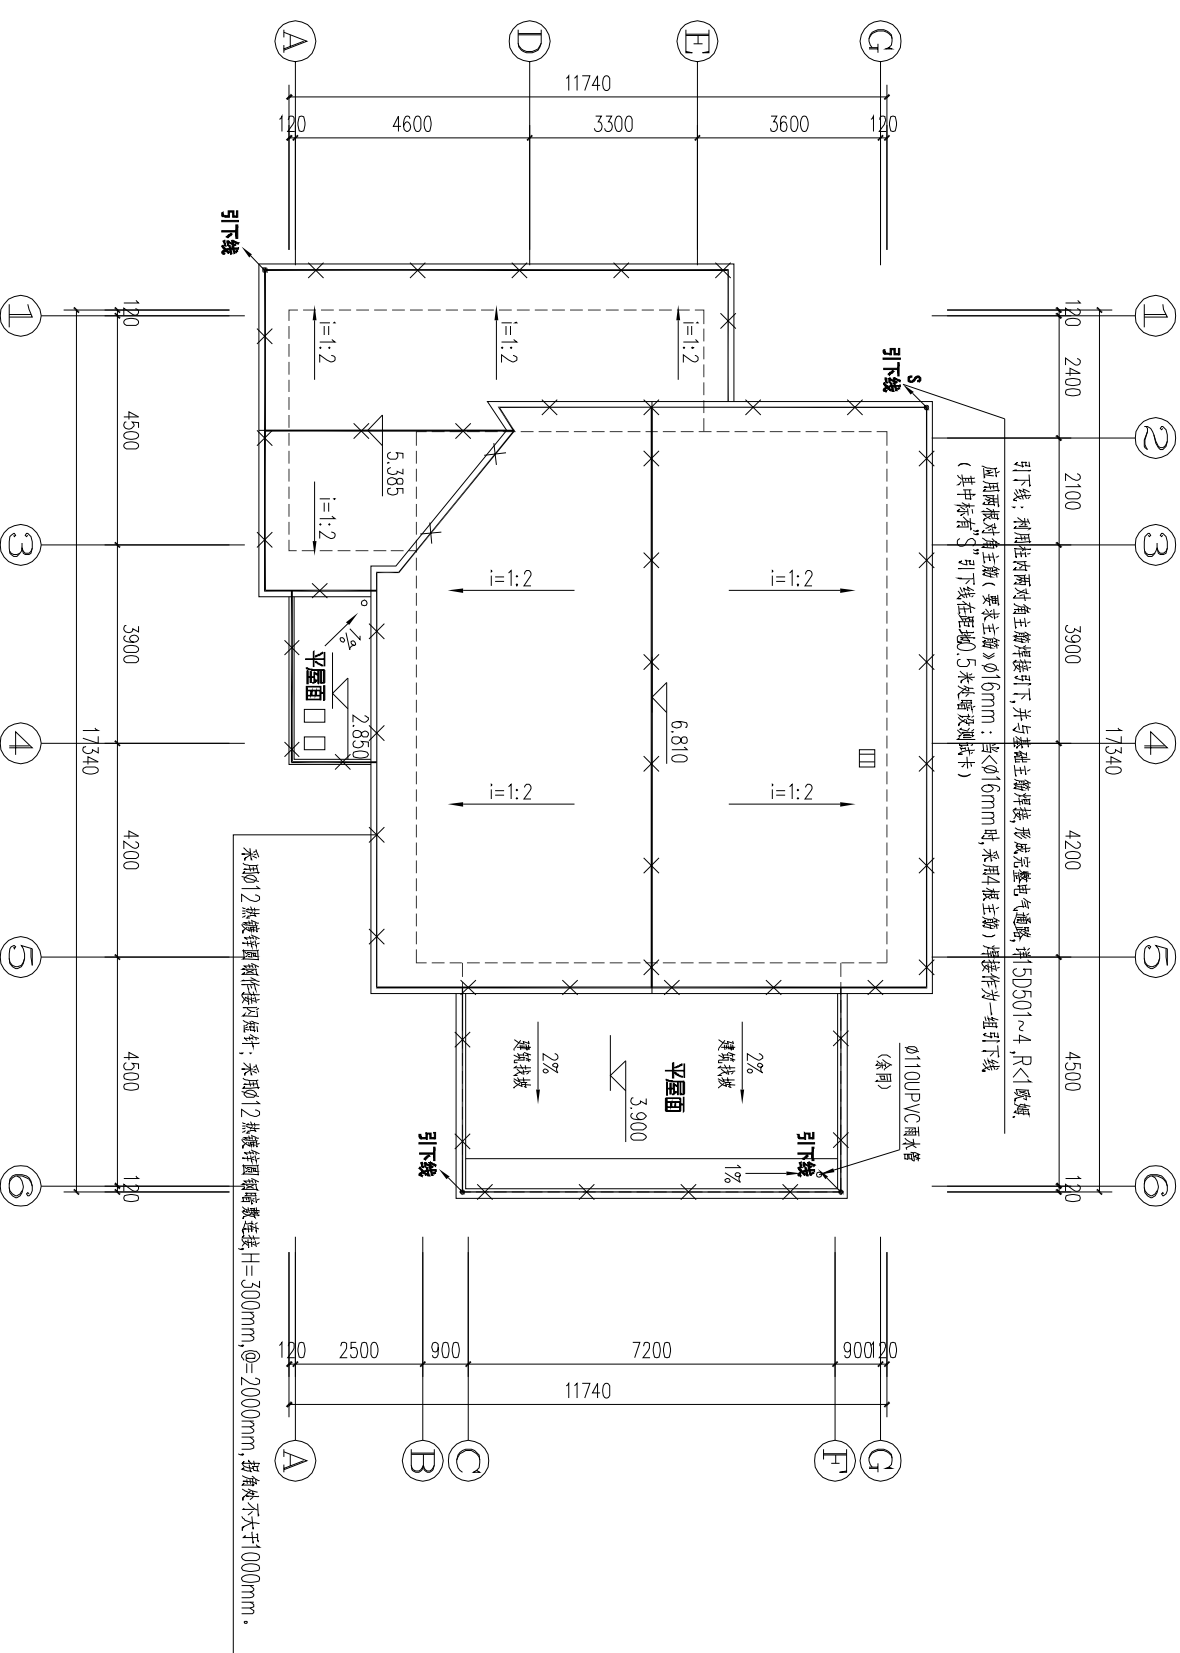 1
2
3
4
5
6
17340
120
2400
2100
3900
4200
4500
120
引下线：利用柱内两对角主筋焊接引下,并与基础主筋焊接,形成完整电气通路,详15D501~4,R<1欧姆.
应用两根对角主筋(要求主筋》Ø16mm；当<Ø16mm时,采用4根主筋)焊接作为一组引下线
(其中标有"S"引下线在距地0.5米处暗设测试卡)
S
引下线
Ø110UPVC雨水管
(余同)
G
E
D
A
11740
120
3600
3300
4600
120
G
F
C
B
A
11740
120
900
7200
900
2500
120
i=1:2
i=1:2
i=1:2
i=1:2
i=1:2
i=1:2
i=1:2
i=1:2
6.810
5.385
2%
建筑找坡
2%
建筑找坡
平屋面
3.900
引下线
1%
引下线
1%
平屋面
2.850
引下线
采用Ø12热镀锌圆钢作接闪短针；采用Ø12热镀锌圆钢暗敷连接,H=300mm,@=2000mm,拐角处不大于1000mm。
120
4500
3900
4200
4500
120
17340
1
3
4
5
6